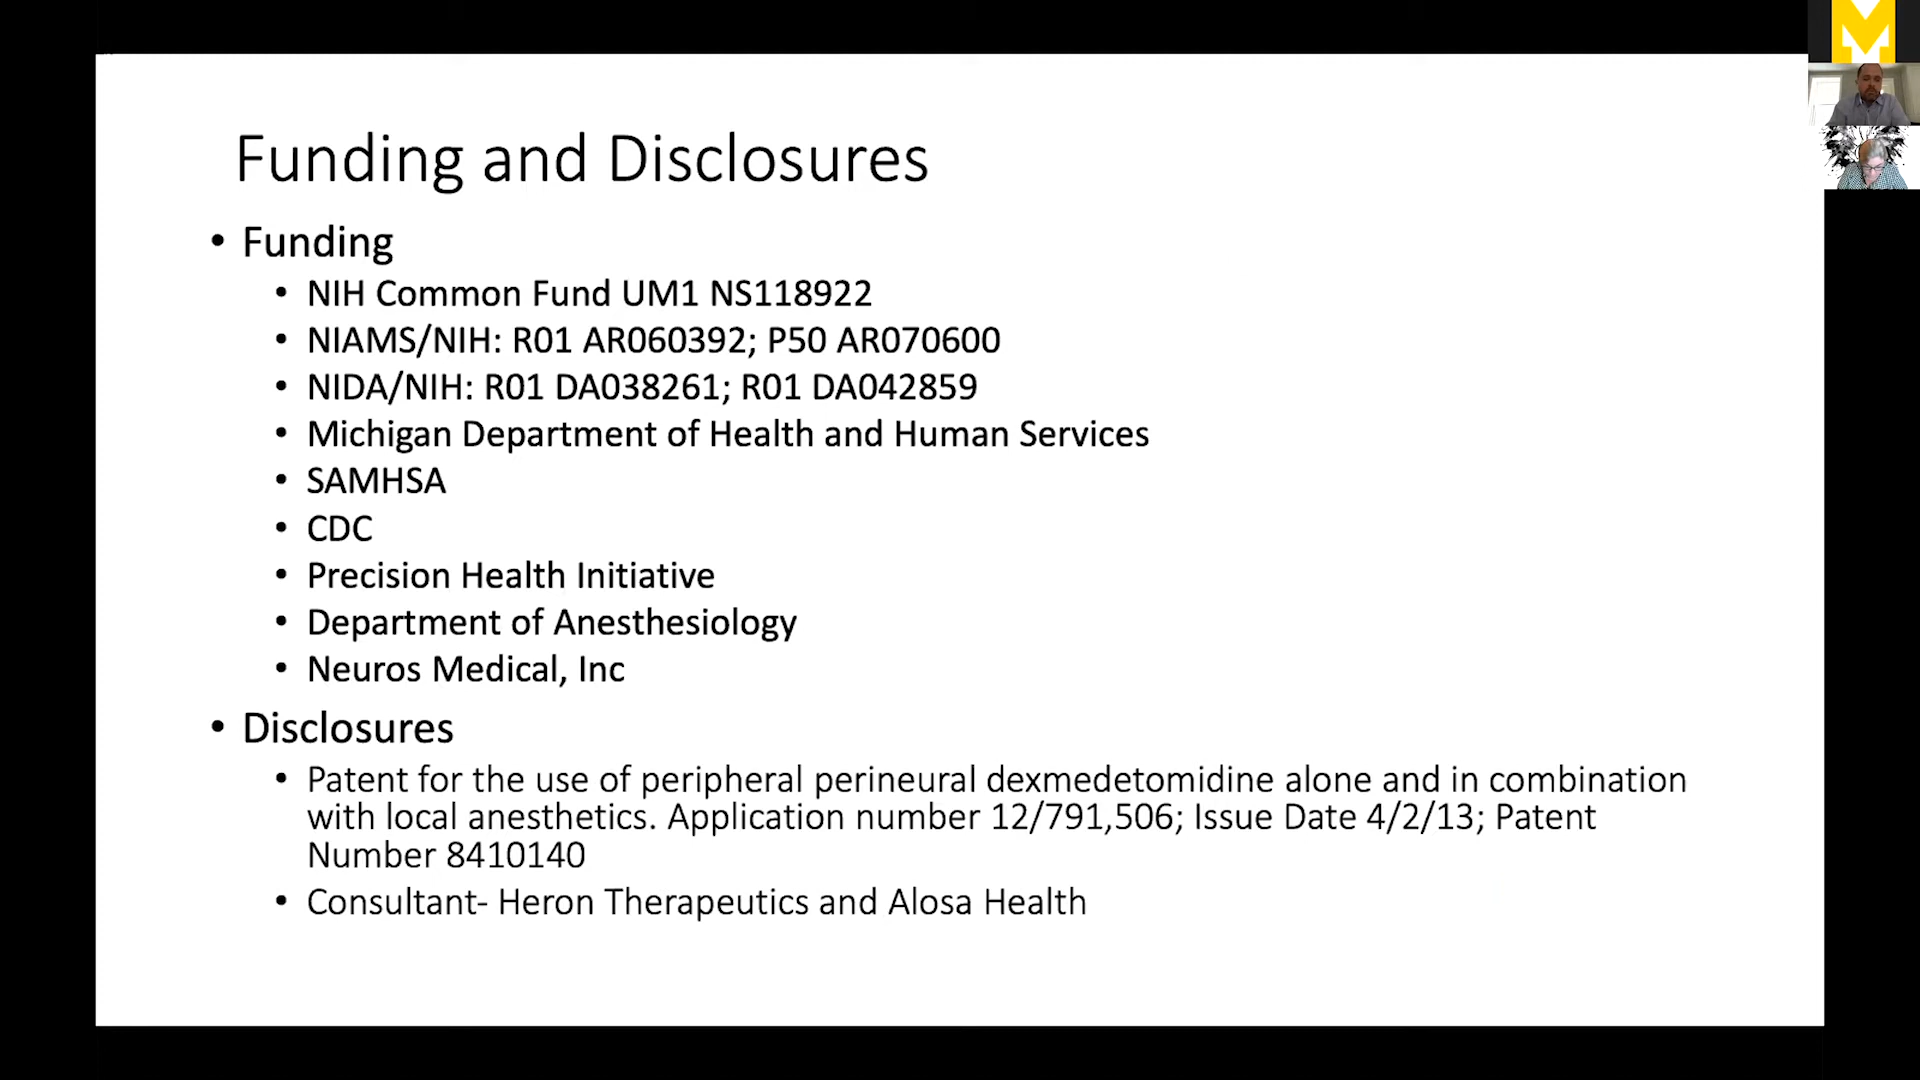 Funding and Disclosures
• Funding
• NIH Common Fund UM1 NS118922
• NIAMS/NIH: R01 AR060392; P50 AR070600
• NIDA/NIH: R01 DA038261; R01 DA042859
• Michigan Department of Health and Human Services
• SAMHSA
• CDC
• Precision Health Initiative
• Department of Anesthesiology
• Neuros Medical, Inc
• Disclosures
• Patent for the use of peripheral perineural dexmedetomidine alone and in combination
with local anesthetics. Application number 12/791,506; Issue Date 4/2/13; Patent
Number 8410140
• Consultant- Heron Therapeutics and Alosa Health